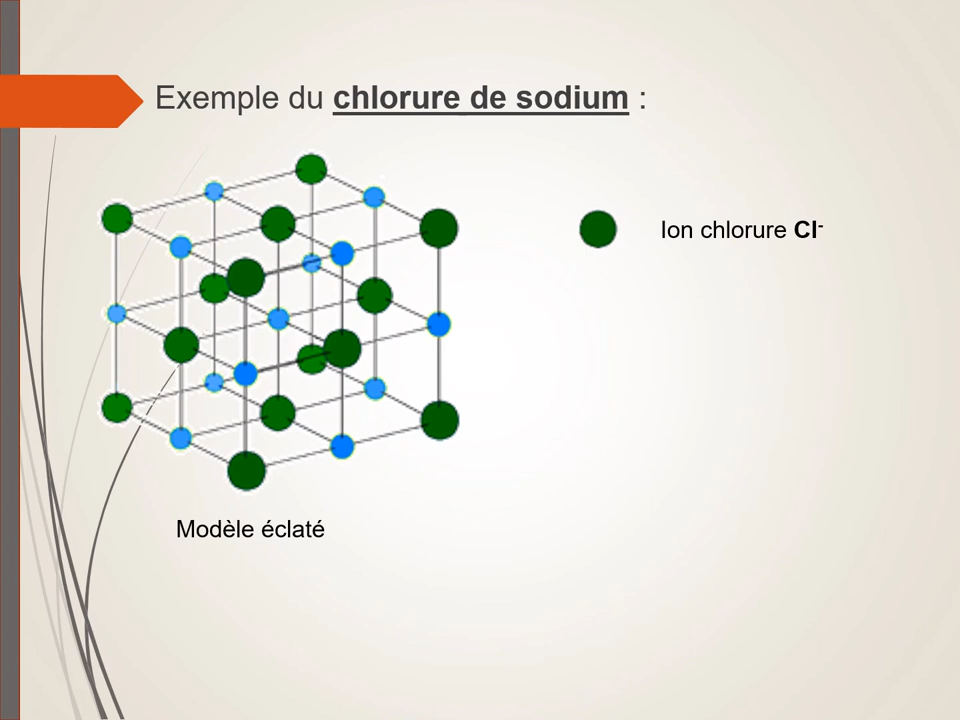 Exemple du chlorure de sodium :
Ion chlorure Cl⁻
Modèle éclaté